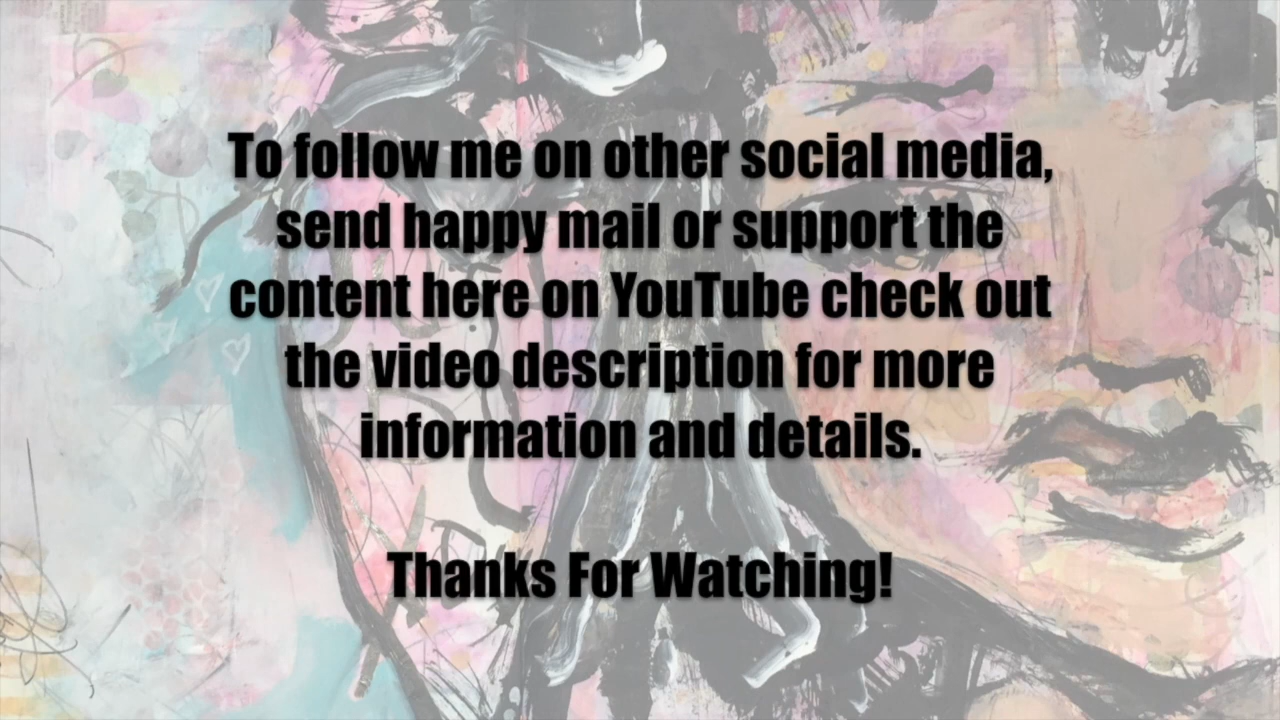 To follow me on other social media,
send happy mail or support the
content here on YouTube check out
the video description for more
information and details.
Thanks For Watching!